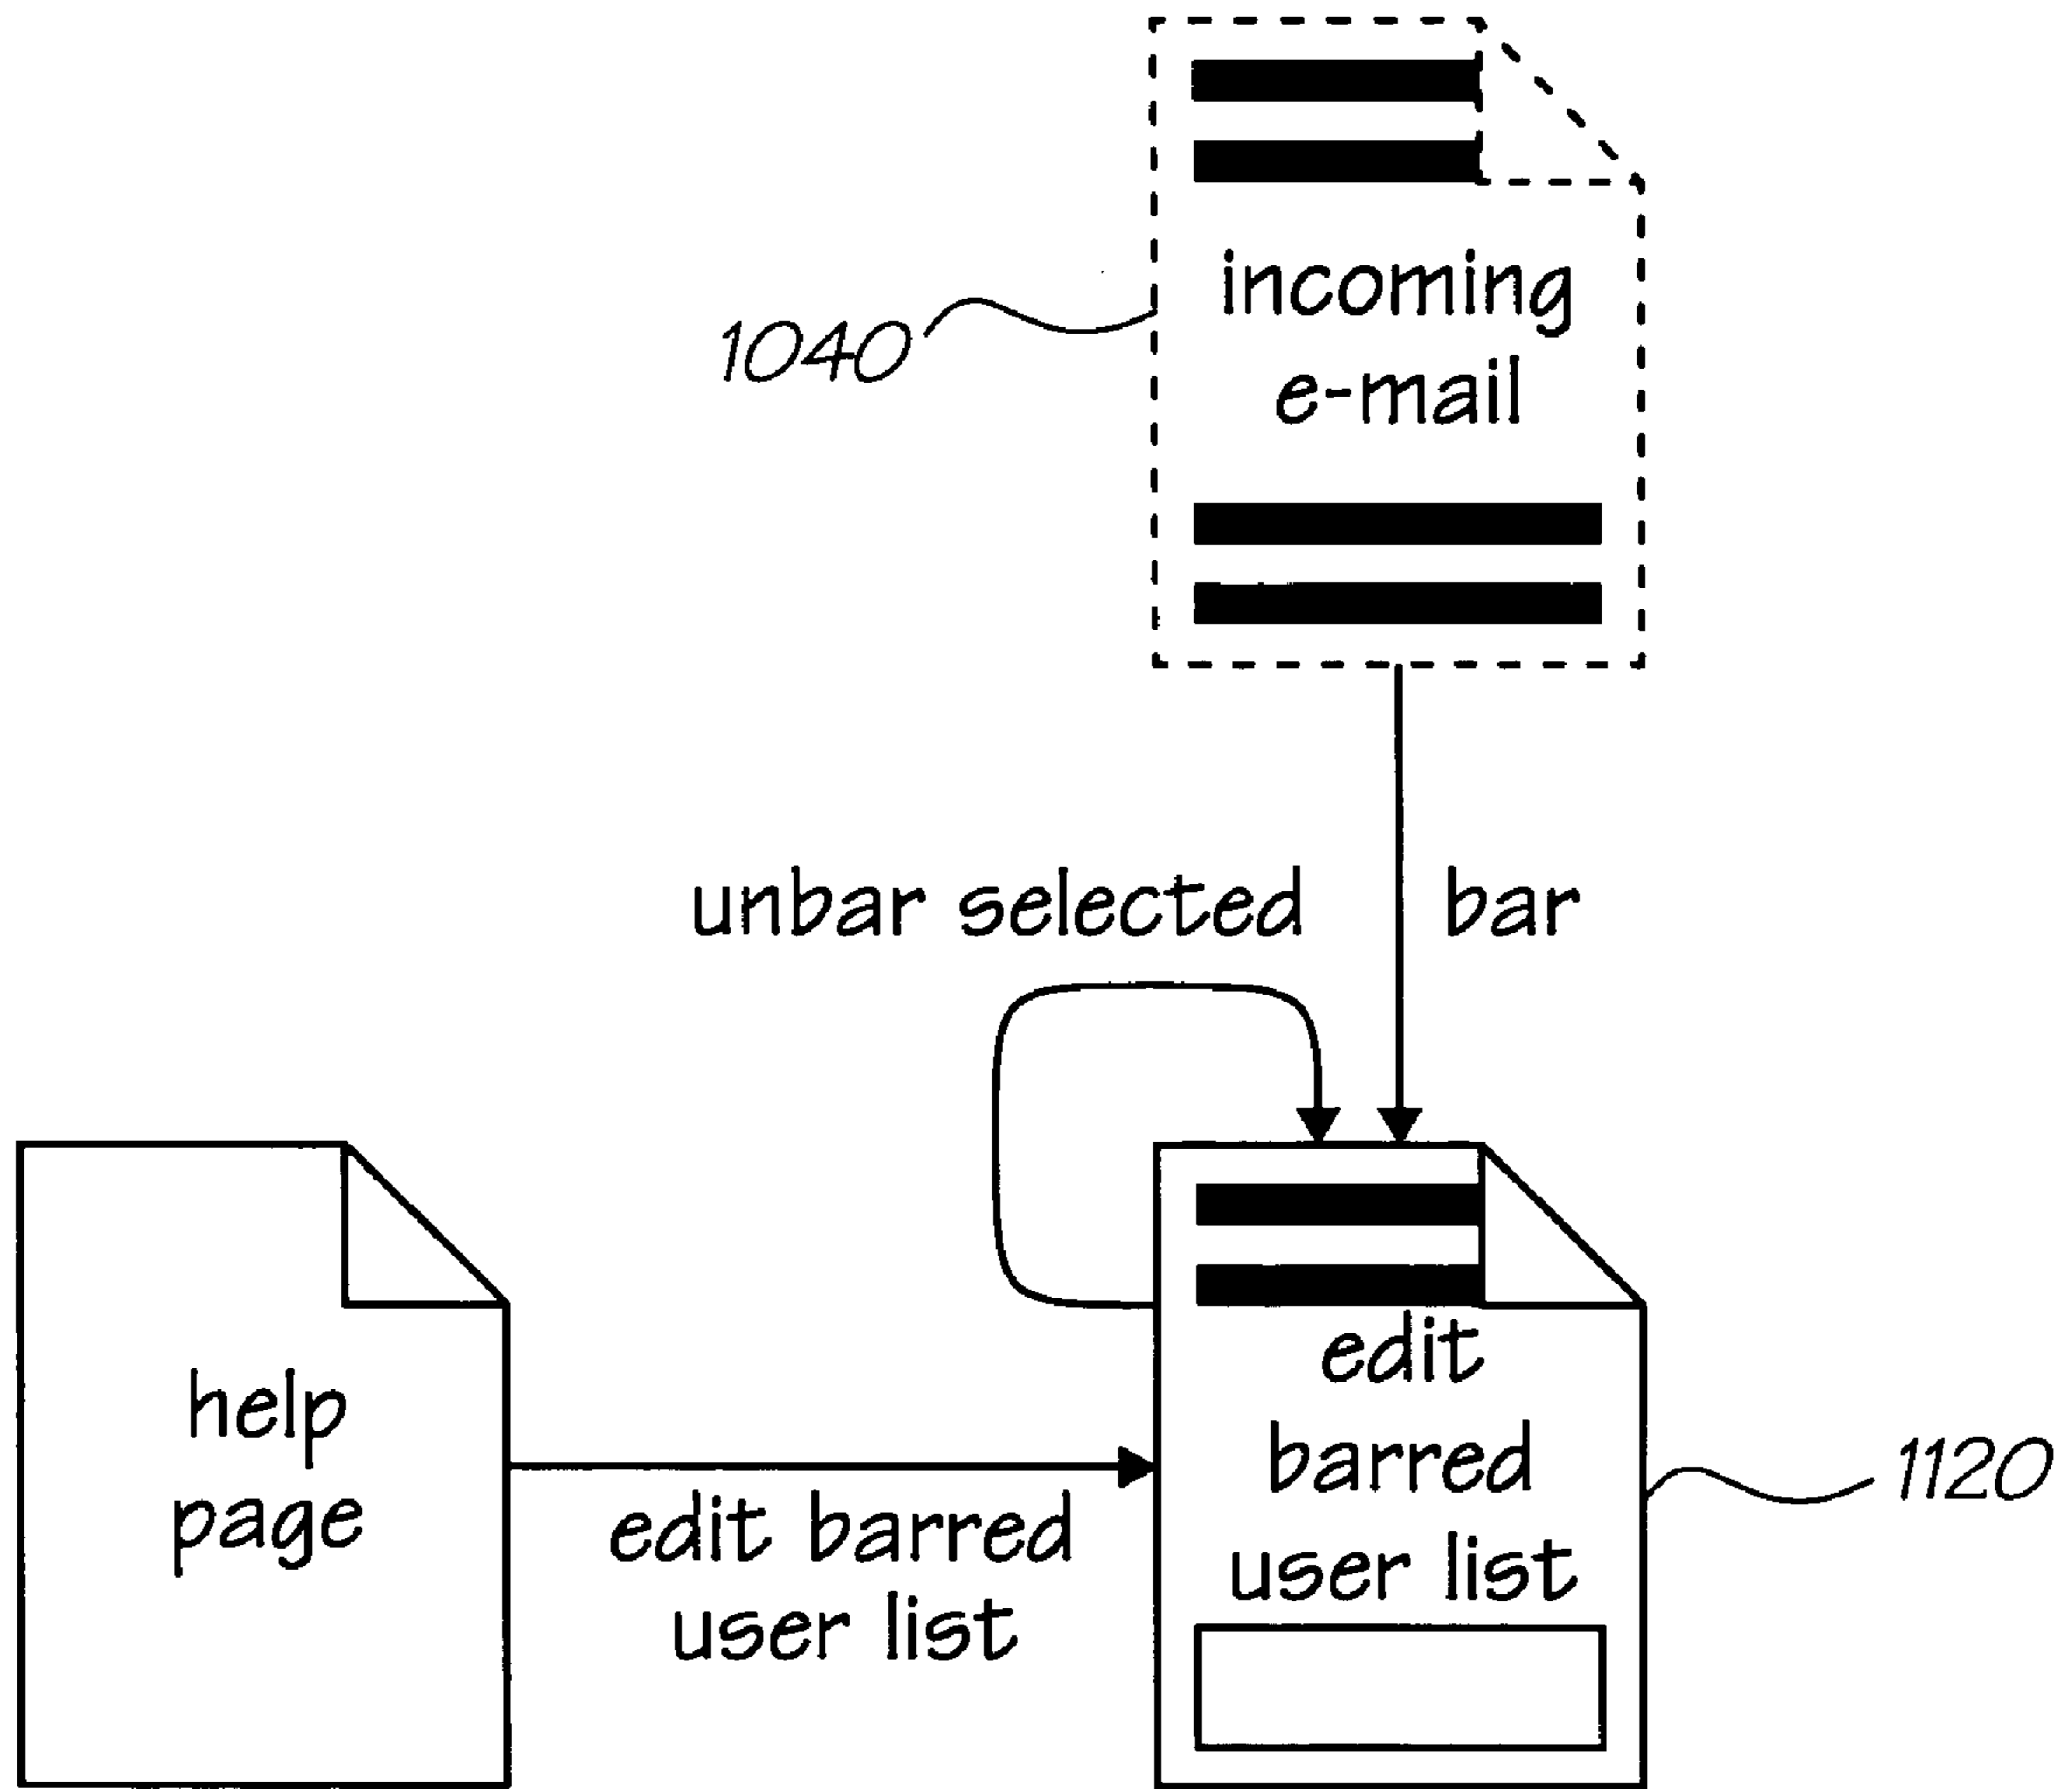 incoming
e-mail
1040
unbar selected
bar
help
page
edit barred
user list
edit
barred
user list
1120